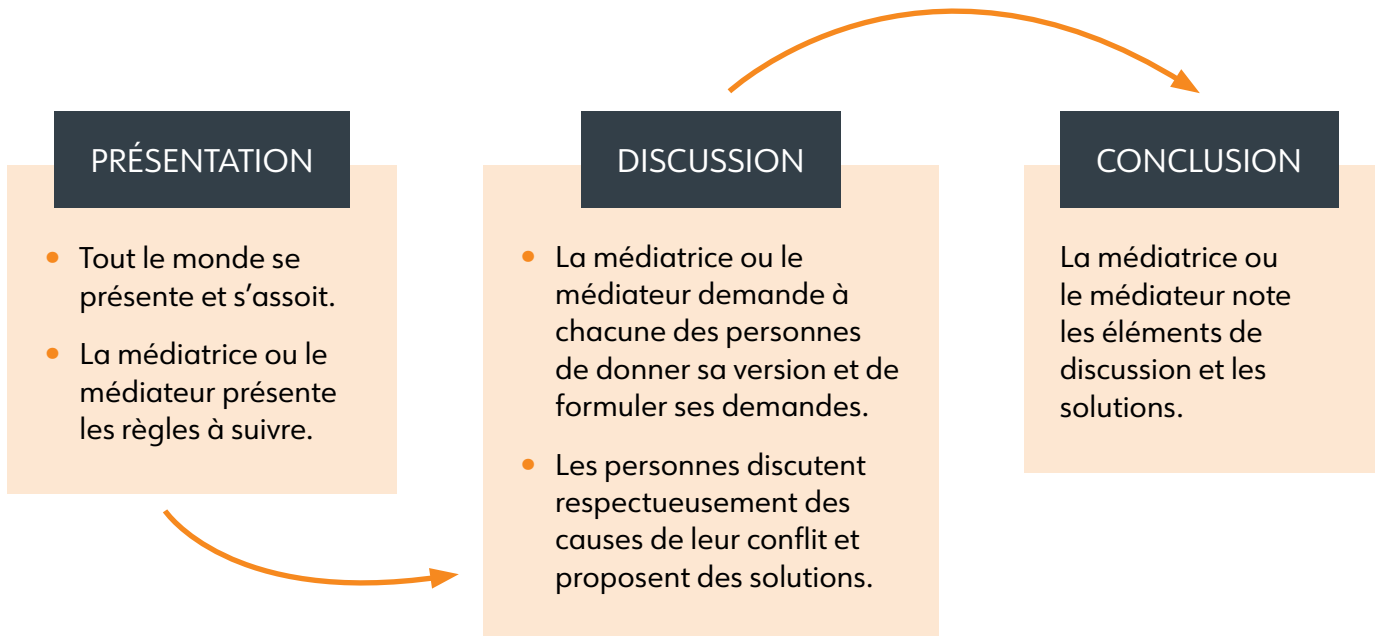 PRÉSENTATION
• Tout le monde se
présente et s’assoit.
• La médiatrice ou le
médiateur présente
les règles à suivre.
DISCUSSION
• La médiatrice ou le
médiateur demande à
chacune des personnes
de donner sa version et de
formuler ses demandes.
• Les personnes discutent
respectueusement des
causes de leur conflit et
proposent des solutions.
CONCLUSION
La médiatrice ou
le médiateur note
les éléments de
discussion et les
solutions.